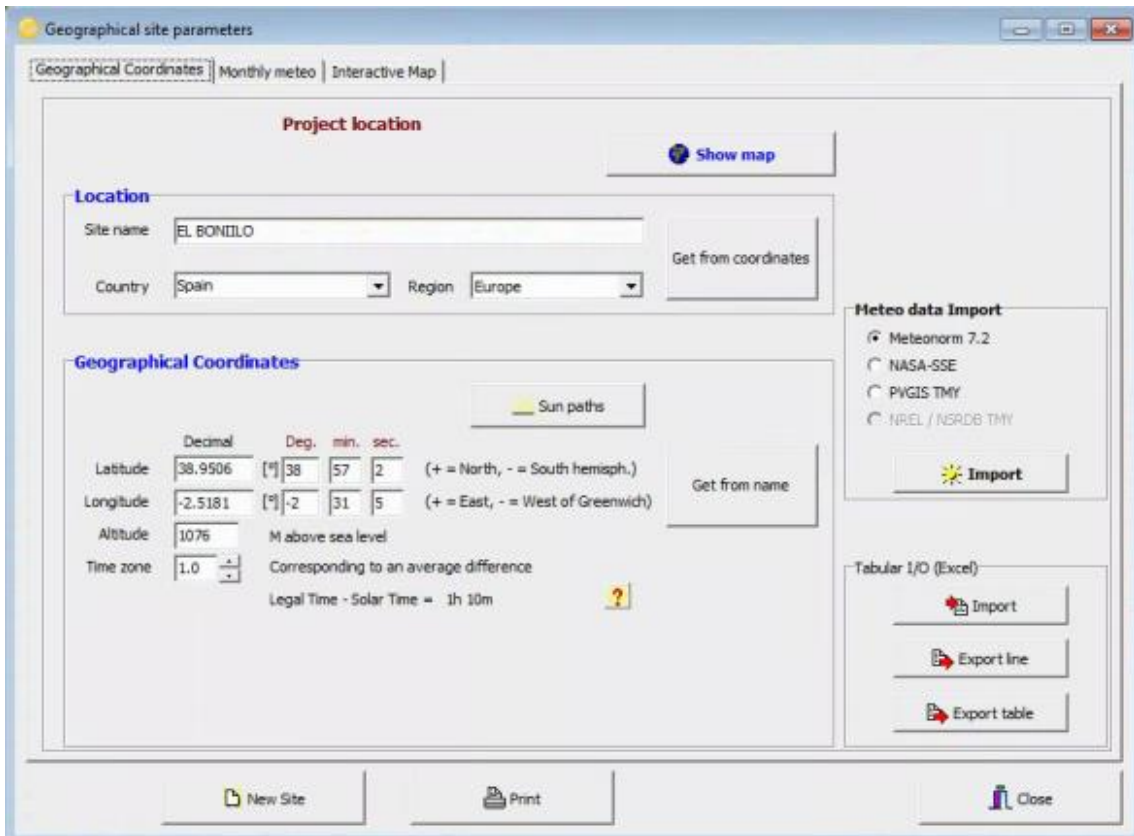 Geographical site parameters
Geographical Coordinates Monthly meteo Interactive Map
Project location
Show map
Location
Site name EL BONIILO
Get from coordinates
Country Spain Region Europe
Meteo data Import
Meteonorm 7.2
NASA-SSE
PVGIS TMY
NREL / NSRDB TMY
Import
Geographical Coordinates
Sun paths
Decimal Deg. min. sec.
Latitude 38.9506 [°] 38 57 2 (+ = North, - = South hemisph.)
Longitude -2.5181 [°] -2 31 5 (+ = East, - = West of Greenwich)
Get from name
Altitude 1076 M above sea level
Time zone 1.0 Corresponding to an average difference
Legal Time - Solar Time = 1h 10m ?
Tabular I/O (Excel)
Import
Export line
Export table
New Site Print Close